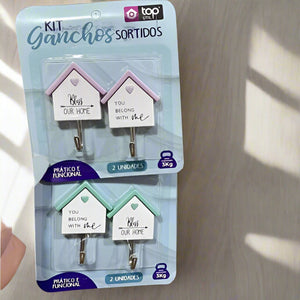 KIT
Ganchos SORTIDOS
top
Bless
OUR HOME
YOU
BELONG
WITH me
PRÁTICO E
FUNCIONAL
2 UNIDADES
3Kg
YOU
BELONG
WITH me
Bless
OUR HOME
PRÁTICO E
FUNCIONAL
2 UNIDADES
3Kg